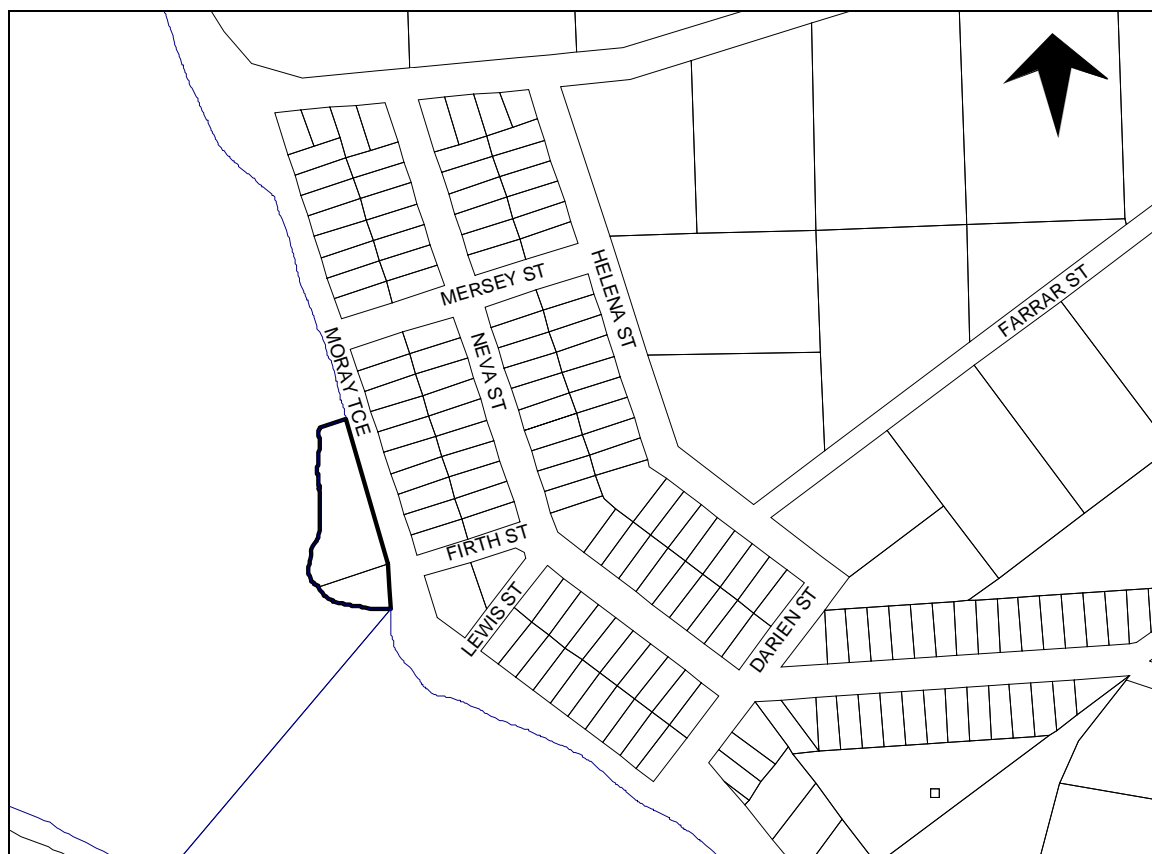 MERSEY ST
HELENA ST
FARRAR ST
MORAY TCE
NEVA ST
FIRTH ST
LEWIS ST
DARIEN ST